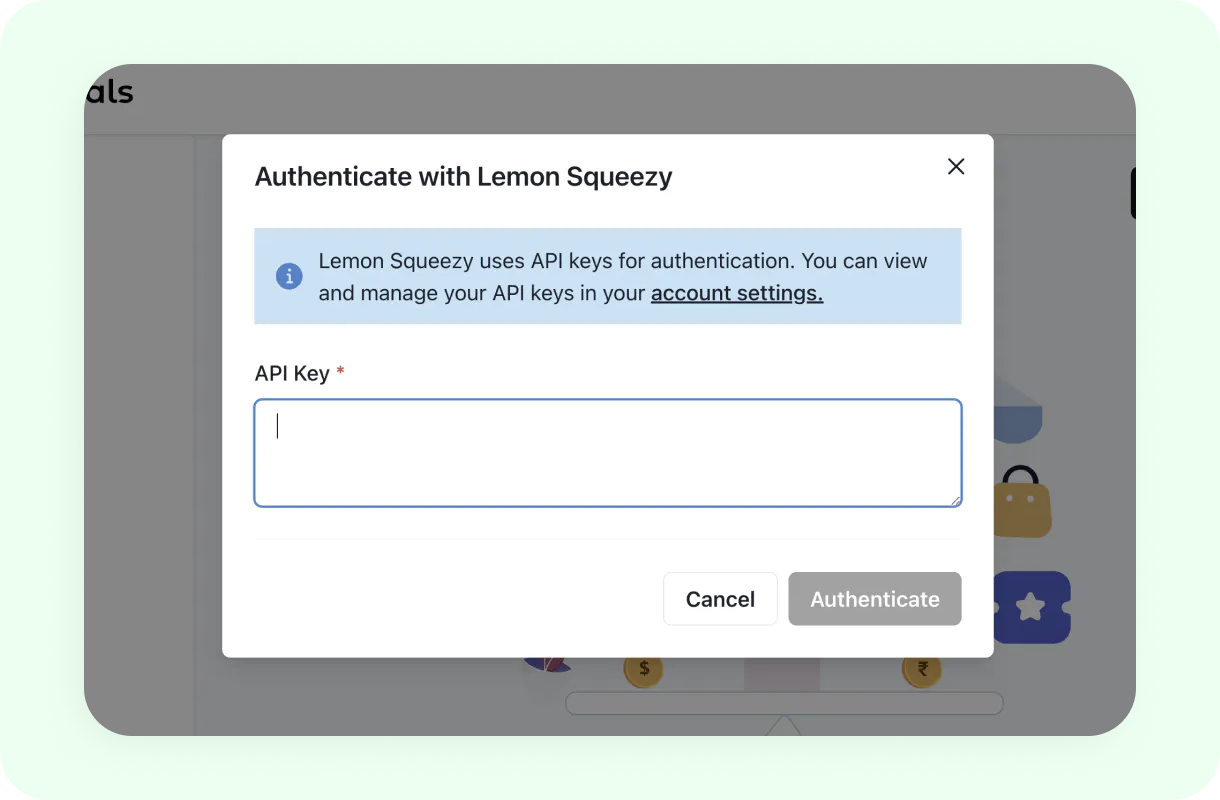 als
Authenticate with Lemon Squeezy
Lemon Squeezy uses API keys for authentication. You can view
and manage your API keys in your account settings.
API Key *
Cancel
Authenticate
$
₹